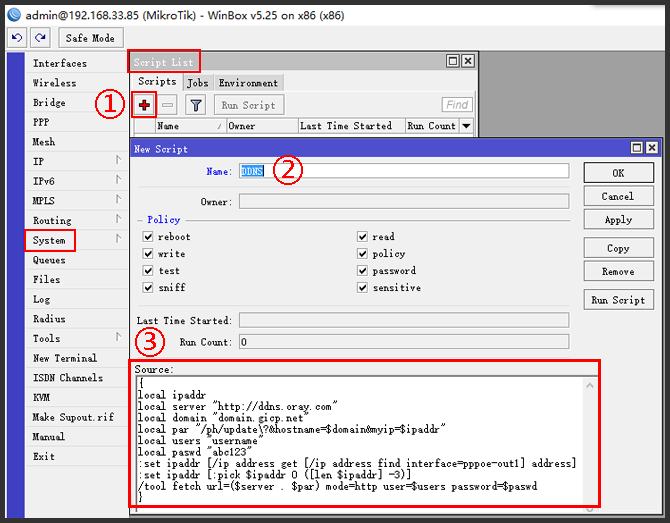 admin@192.168.33.85 (MikroTik) - WinBox v5.25 on x86 (x86)
Safe Mode
Interfaces
Wireless
Bridge
PPP
Mesh
IP
IPv6
MPLS
Routing
System
Queues
Files
Log
Radius
Tools
New Terminal
ISDN Channels
KVM
Make Supout.rif
Manual
Exit
Script List
Scripts Jobs Environment
①
Run Script Find
Name Owner Last Time Started Run Count
New Script
Name: DDNS ②
Owner:
Policy
reboot read
write policy
test password
sniff sensitive
Last Time Started:
③ Run Count: 0
OK
Cancel
Apply
Copy
Remove
Run Script
Source:
{
local ipaddr
local server "http://ddns.oray.com"
local domain "domain.gicp.net"
local par "/ph/update\?&hostname=$domain&myip=$ipaddr"
local users "username"
local paswd "abc123"
:set ipaddr [/ip address get [/ip address find interface=pppoe-out1] address]
:set ipaddr [:pick $ipaddr 0 ([len $ipaddr] -3)]
/tool fetch url=($server . $par) mode=http user=$users password=$paswd
}